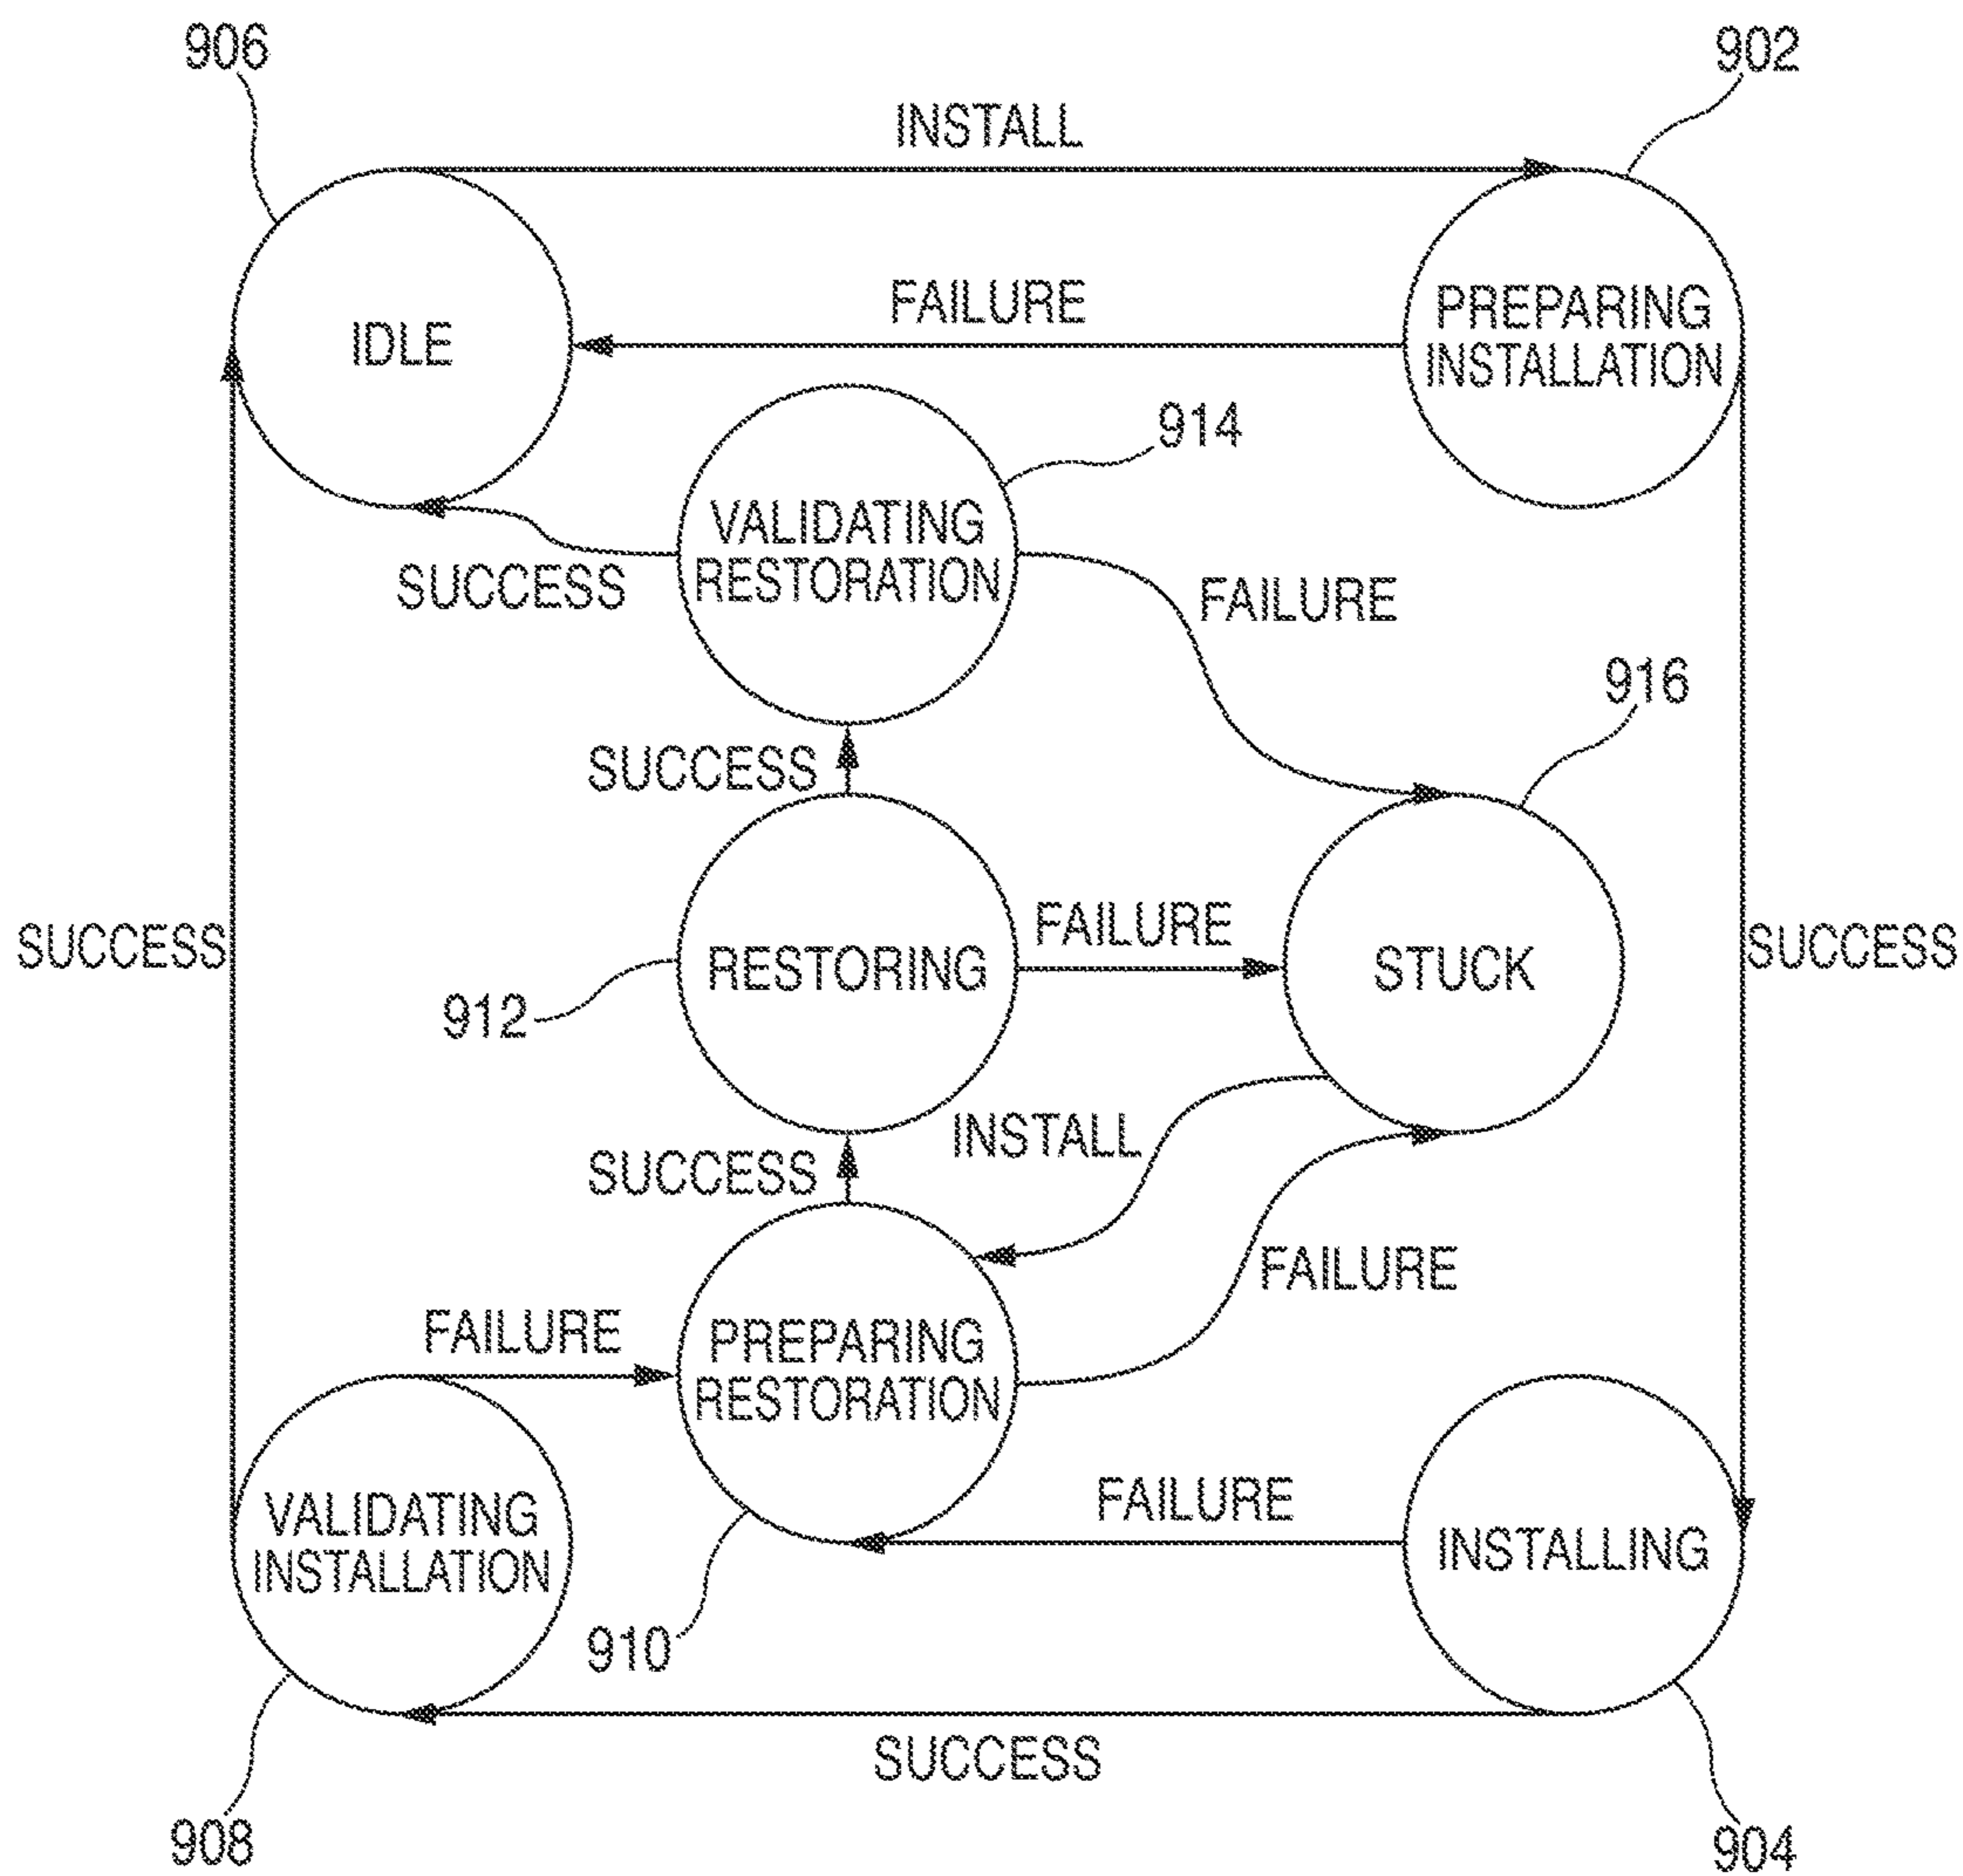 906
902
INSTALL
FAILURE
IDLE
PREPARING
INSTALLATION
914
VALIDATING
RESTORATION
SUCCESS
FAILURE
916
SUCCESS
SUCCESS
FAILURE
RESTORING
STUCK
SUCCESS
912
INSTALL
SUCCESS
FAILURE
FAILURE
PREPARING
RESTORATION
FAILURE
VALIDATING
INSTALLATION
INSTALLING
910
SUCCESS
908
904